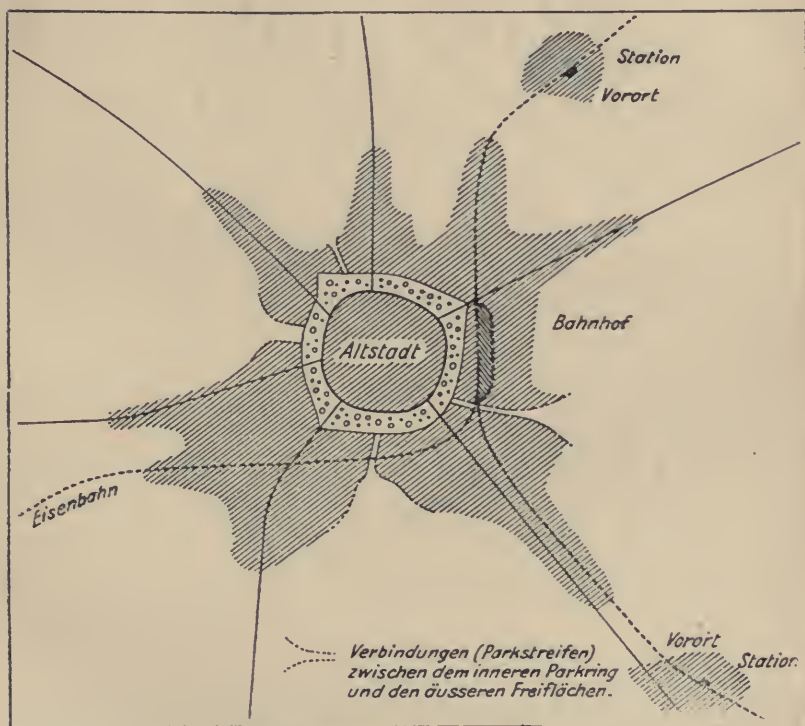 Station
Vorort
Bahnhof
Altstadt
Eisenbahn
Verbindungen (Parkstreifen)
zwischen dem inneren Parkring
und den äusseren Freiflächen.
Vorort
Station